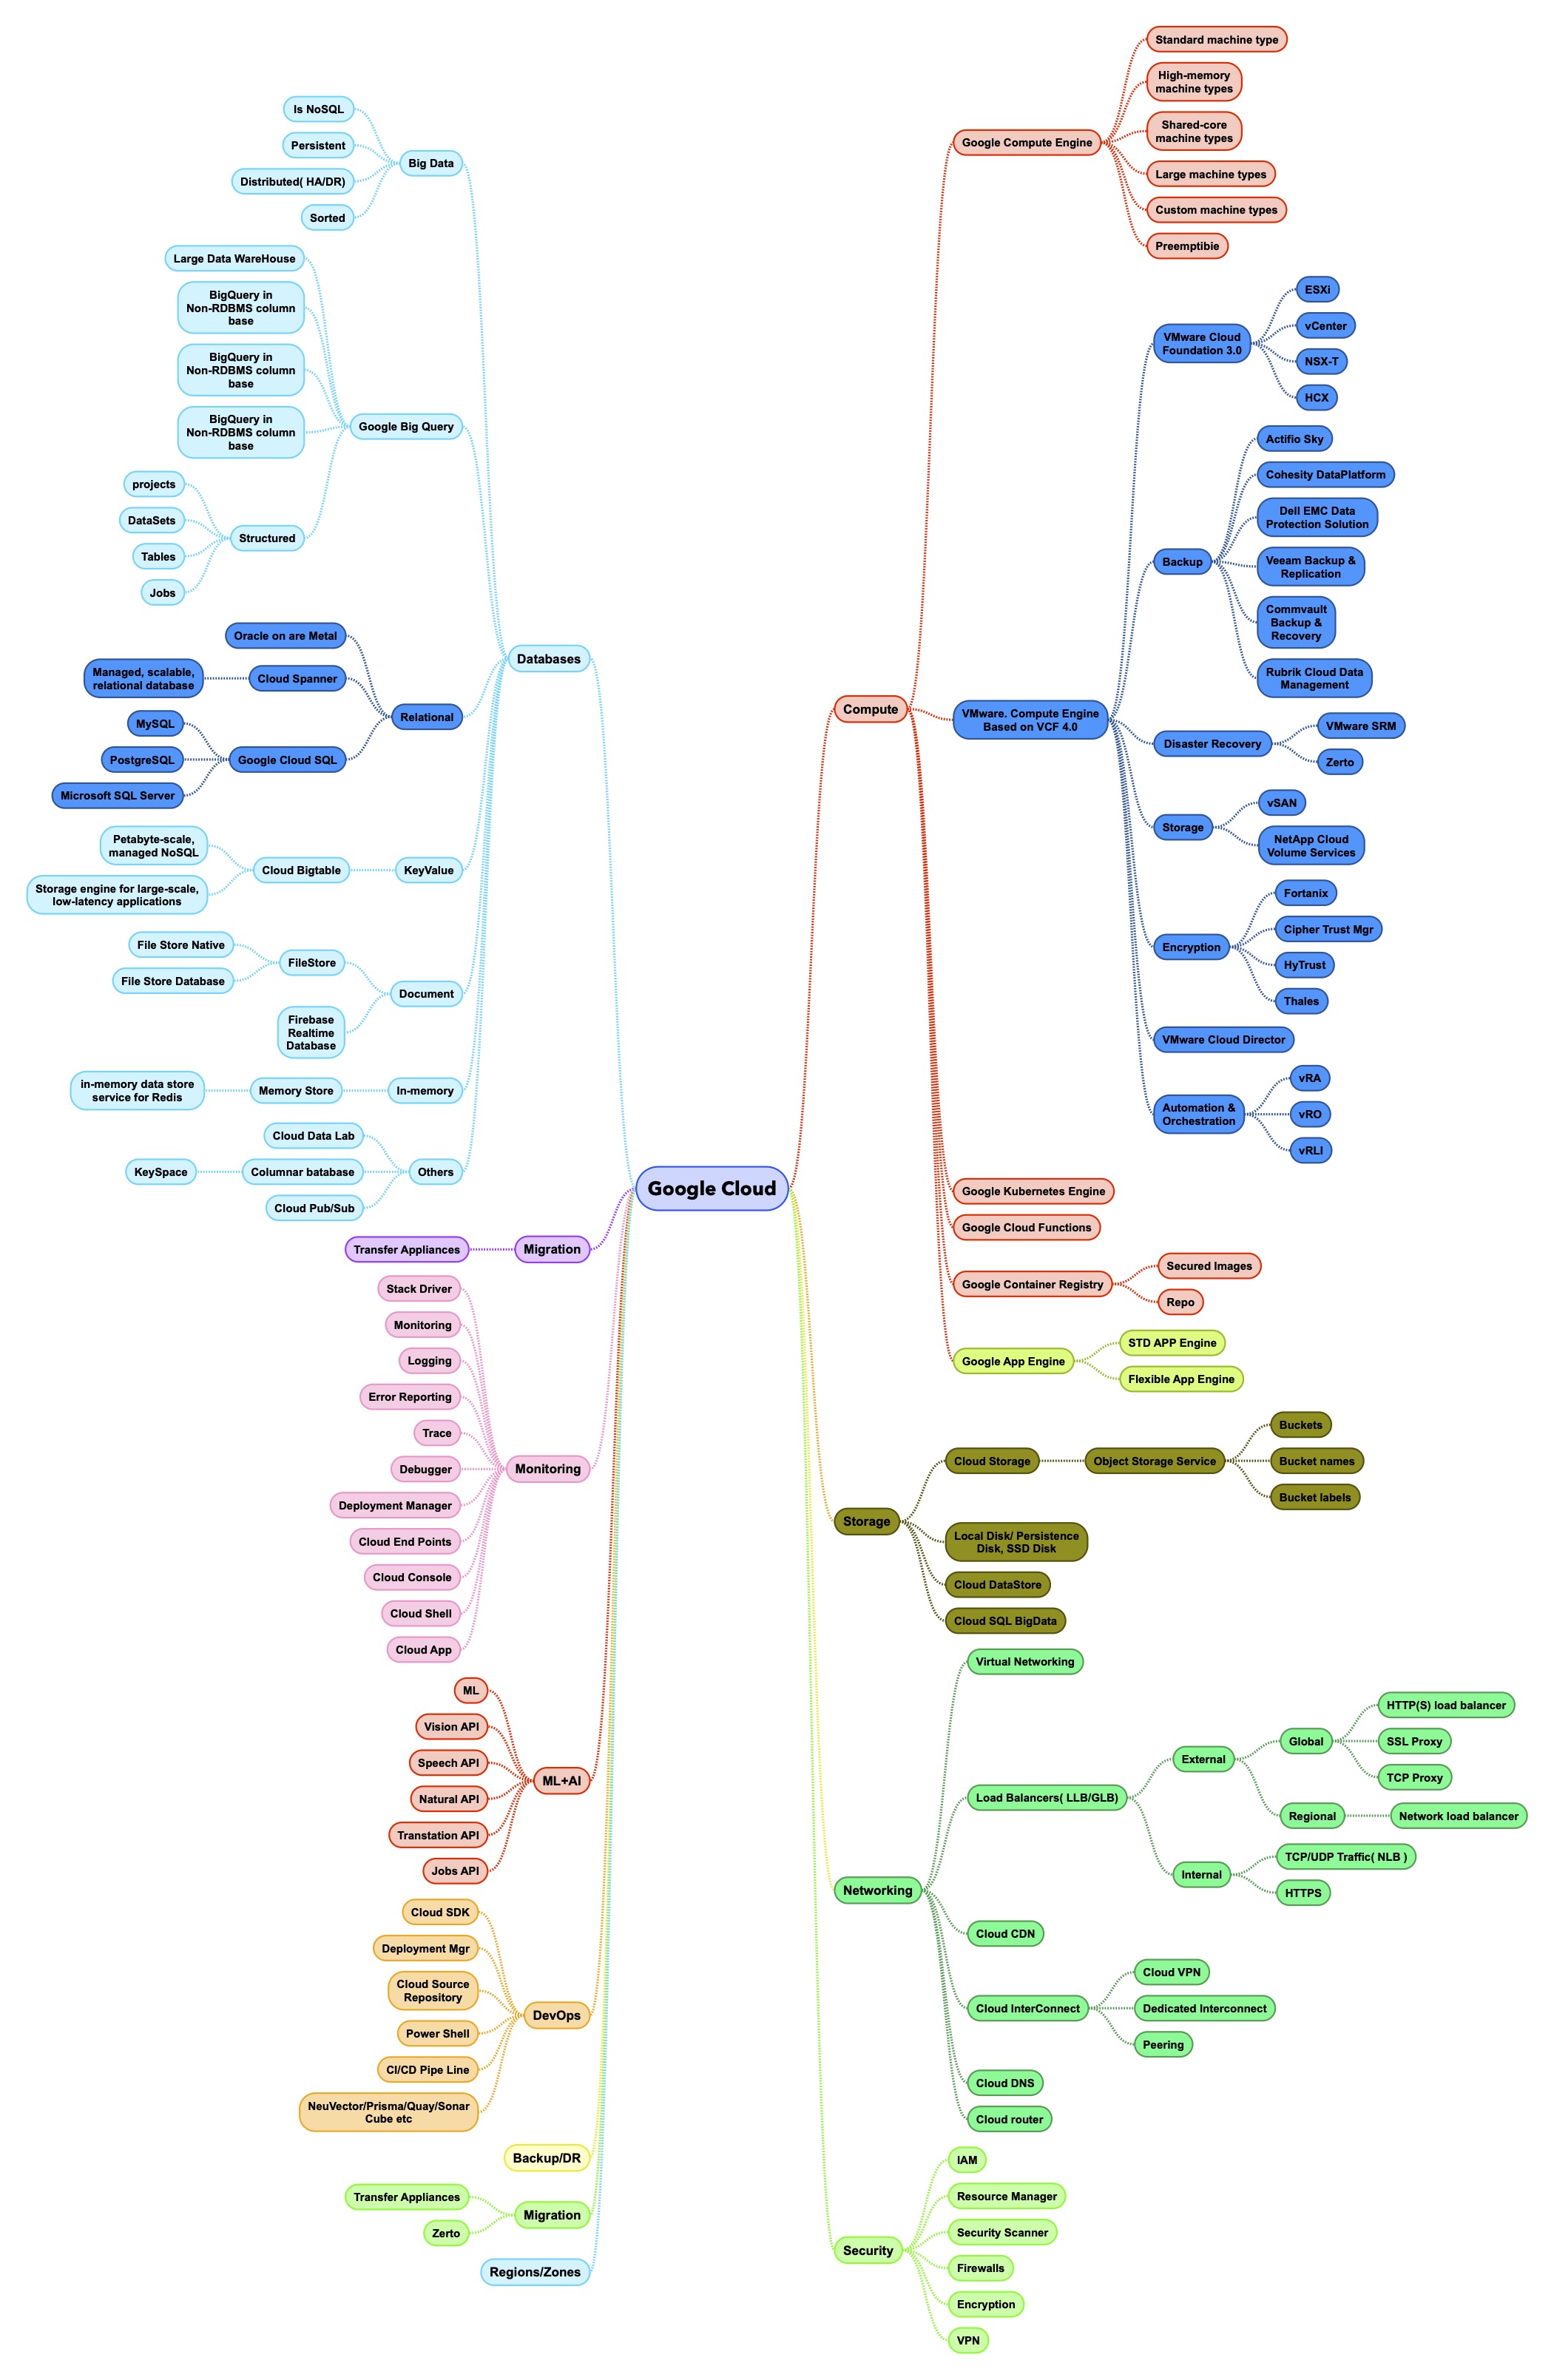 Google Cloud
Compute
Google Compute Engine
Standard machine type
High-memory
machine types
Shared-core
machine types
Large machine types
Custom machine types
Preemptibie
VMware. Compute Engine
Based on VCF 4.0
VMware Cloud
Foundation 3.0
ESXi
vCenter
NSX-T
HCX
Backup
Actifio Sky
Cohesity DataPlatform
Dell EMC Data
Protection Solution
Veeam Backup &
Replication
Commvault
Backup &
Recovery
Rubrik Cloud Data
Management
Disaster Recovery
VMware SRM
Zerto
Storage
vSAN
NetApp Cloud
Volume Services
Encryption
Fortanix
Cipher Trust Mgr
HyTrust
Thales
VMware Cloud Director
Automation &
Orchestration
vRA
vRO
vRLI
Google Kubernetes Engine
Google Cloud Functions
Google Container Registry
Secured Images
Repo
Google App Engine
STD APP Engine
Flexible App Engine
Storage
Cloud Storage
Object Storage Service
Buckets
Bucket names
Bucket labels
Local Disk/ Persistence
Disk, SSD Disk
Cloud DataStore
Cloud SQL BigData
Networking
Virtual Networking
Load Balancers( LLB/GLB)
External
Global
HTTP(S) load balancer
SSL Proxy
TCP Proxy
Regional
Network load balancer
Internal
TCP/UDP Traffic( NLB )
HTTPS
Cloud CDN
Cloud InterConnect
Cloud VPN
Dedicated Interconnect
Peering
Cloud DNS
Cloud router
Security
IAM
Resource Manager
Security Scanner
Firewalls
Encryption
VPN
Databases
Big Data
Is NoSQL
Persistent
Distributed( HA/DR)
Sorted
Google Big Query
Large Data WareHouse
BigQuery in
Non-RDBMS column
base
BigQuery in
Non-RDBMS column
base
BigQuery in
Non-RDBMS column
base
Structured
projects
DataSets
Tables
Jobs
Relational
Oracle on are Metal
Cloud Spanner
Managed, scalable,
relational database
Google Cloud SQL
MySQL
PostgreSQL
Microsoft SQL Server
KeyValue
Cloud Bigtable
Petabyte-scale,
managed NoSQL
Storage engine for large-scale,
low-latency applications
Document
FileStore
File Store Native
File Store Database
Firebase
Realtime
Database
In-memory
Memory Store
in-memory data store
service for Redis
Others
Cloud Data Lab
Columnar batabase
KeySpace
Cloud Pub/Sub
Migration
Transfer Appliances
Monitoring
Stack Driver
Monitoring
Logging
Error Reporting
Trace
Debugger
Deployment Manager
Cloud End Points
Cloud Console
Cloud Shell
Cloud App
ML+AI
ML
Vision API
Speech API
Natural API
Transtation API
Jobs API
DevOps
Cloud SDK
Deployment Mgr
Cloud Source
Repository
Power Shell
CI/CD Pipe Line
NeuVector/Prisma/Quay/Sonar
Cube etc
Backup/DR
Migration
Transfer Appliances
Zerto
Regions/Zones